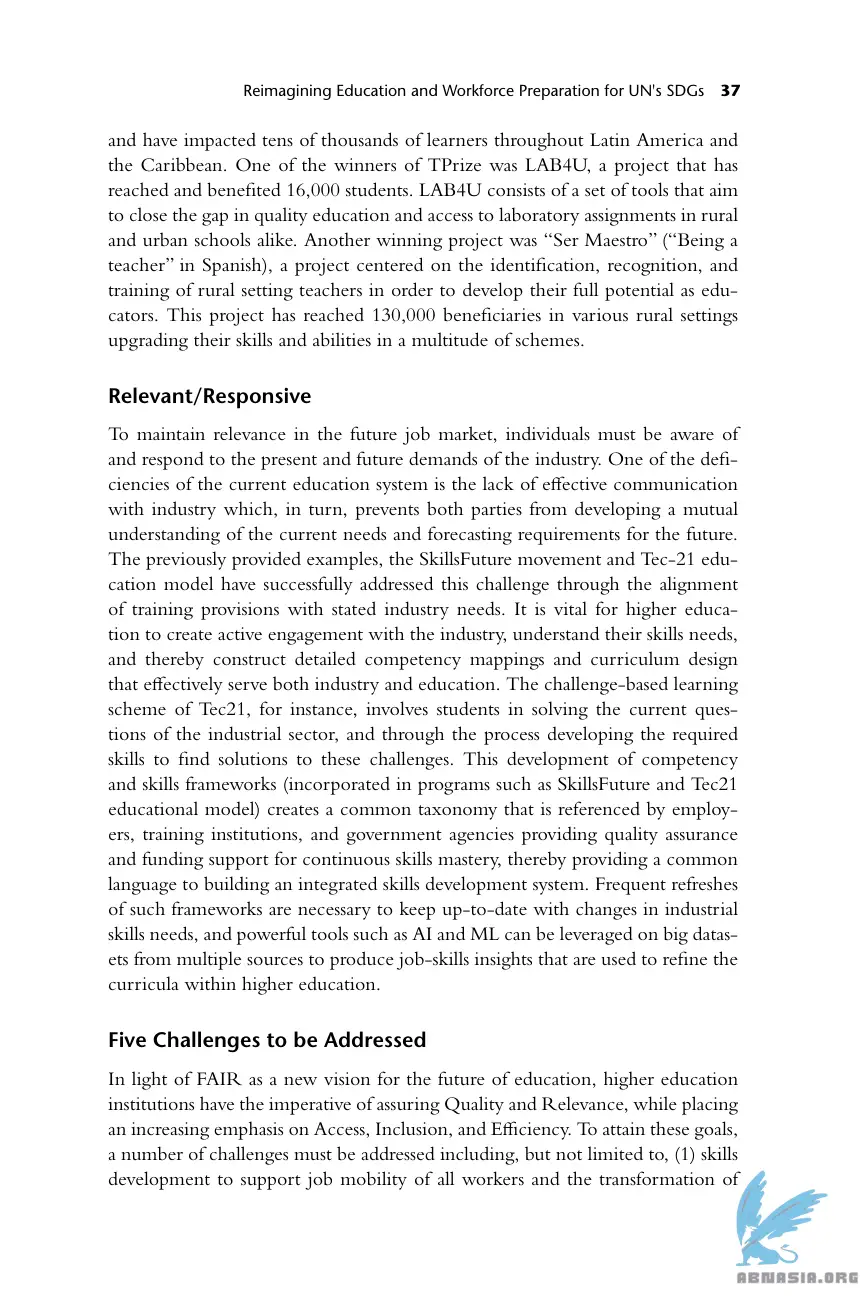 Reimagining Education and Workforce Preparation for UN's SDGs 37
and have impacted tens of thousands of learners throughout Latin America and
the Caribbean. One of the winners of TPrize was LAB4U, a project that has
reached and benefited 16,000 students. LAB4U consists of a set of tools that aim
to close the gap in quality education and access to laboratory assignments in rural
and urban schools alike. Another winning project was “Ser Maestro” (“Being a
teacher” in Spanish), a project centered on the identification, recognition, and
training of rural setting teachers in order to develop their full potential as edu-
cators. This project has reached 130,000 beneficiaries in various rural settings
upgrading their skills and abilities in a multitude of schemes.
Relevant/Responsive
To maintain relevance in the future job market, individuals must be aware of
and respond to the present and future demands of the industry. One of the defi-
ciencies of the current education system is the lack of effective communication
with industry which, in turn, prevents both parties from developing a mutual
understanding of the current needs and forecasting requirements for the future.
The previously provided examples, the SkillsFuture movement and Tec-21 edu-
cation model have successfully addressed this challenge through the alignment
of training provisions with stated industry needs. It is vital for higher educa-
tion to create active engagement with the industry, understand their skills needs,
and thereby construct detailed competency mappings and curriculum design
that effectively serve both industry and education. The challenge-based learning
scheme of Tec21, for instance, involves students in solving the current ques-
tions of the industrial sector, and through the process developing the required
skills to find solutions to these challenges. This development of competency
and skills frameworks (incorporated in programs such as SkillsFuture and Tec21
educational model) creates a common taxonomy that is referenced by employ-
ers, training institutions, and government agencies providing quality assurance
and funding support for continuous skills mastery, thereby providing a common
language to building an integrated skills development system. Frequent refreshes
of such frameworks are necessary to keep up-to-date with changes in industrial
skills needs, and powerful tools such as AI and ML can be leveraged on big datas-
ets from multiple sources to produce job-skills insights that are used to refine the
curricula within higher education.
Five Challenges to be Addressed
In light of FAIR as a new vision for the future of education, higher education
institutions have the imperative of assuring Quality and Relevance, while placing
an increasing emphasis on Access, Inclusion, and Efficiency. To attain these goals,
a number of challenges must be addressed including, but not limited to, (1) skills
development to support job mobility of all workers and the transformation of
ABNASIA.ORG